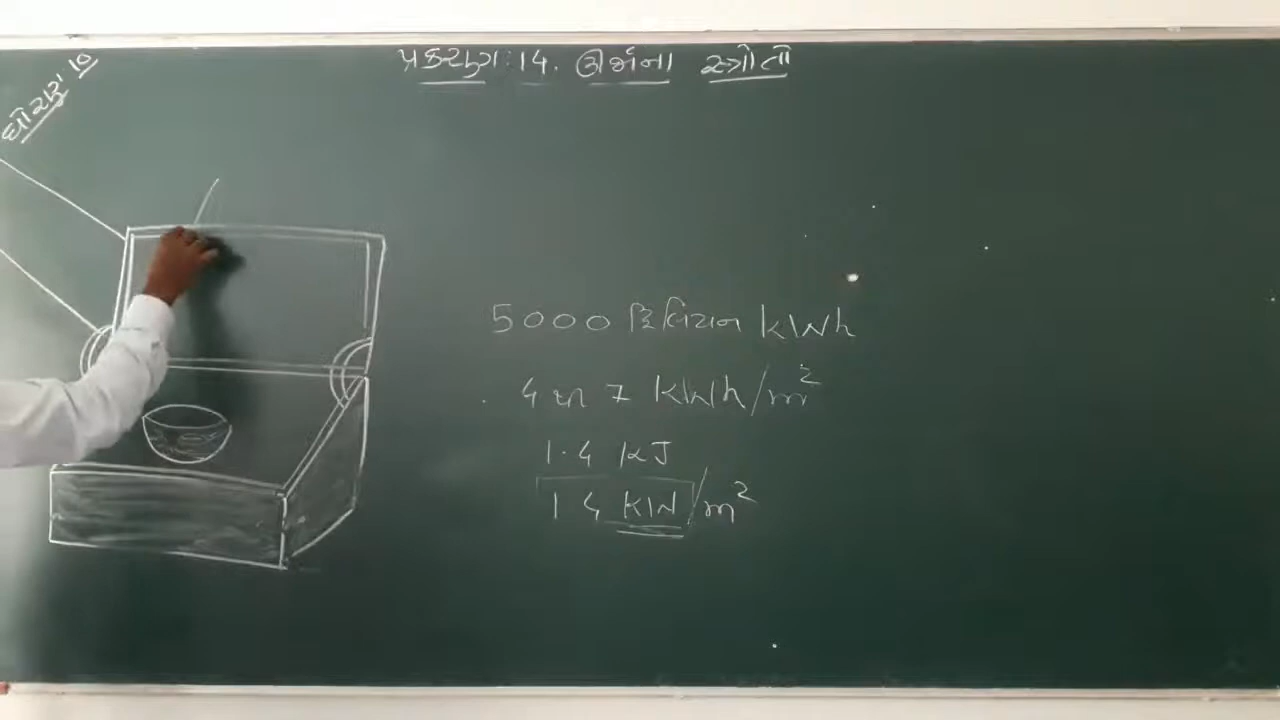 ધોરણ 10
પ્રકરણ : 14. ઊર્જાના સ્ત્રોતો
5000 ટ્રિલિયન kWh
4 થી 7 kWh/m²
1.4 kJ
1.4 kW/m²